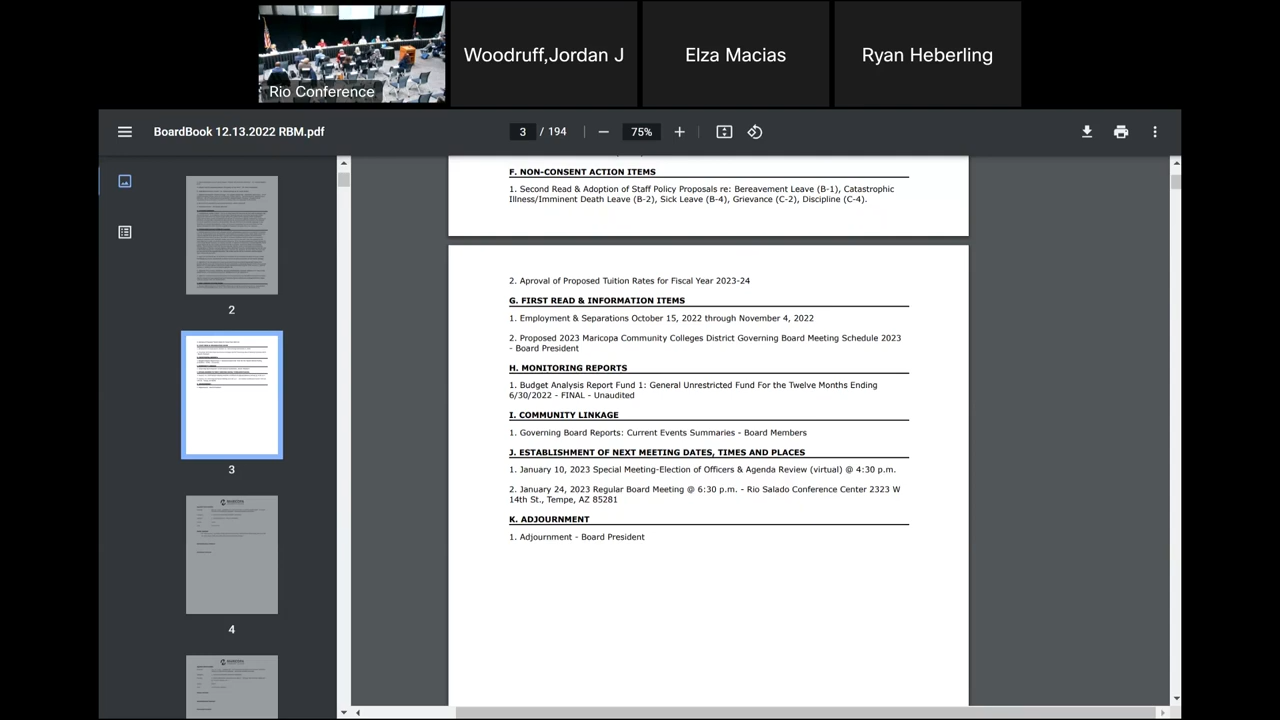 Rio Conference
Woodruff,Jordan J
Elza Macias
Ryan Heberling
BoardBook 12.13.2022 RBM.pdf
3 / 194
75%
2
3
4
F. NON-CONSENT ACTION ITEMS
1. Second Read & Adoption of Staff Policy Proposals re: Bereavement Leave (B-1), Catastrophic
Illness/Imminent Death Leave (B-2), Sick Leave (B-4), Grievance (C-2), Discipline (C-4).
2. Aproval of Proposed Tuition Rates for Fiscal Year 2023-24
G. FIRST READ & INFORMATION ITEMS
1. Employment & Separations October 15, 2022 through November 4, 2022
2. Proposed 2023 Maricopa Community Colleges District Governing Board Meeting Schedule 2023
- Board President
H. MONITORING REPORTS
1. Budget Analysis Report Fund 1: General Unrestricted Fund For the Twelve Months Ending
6/30/2022 - FINAL - Unaudited
I. COMMUNITY LINKAGE
1. Governing Board Reports: Current Events Summaries - Board Members
J. ESTABLISHMENT OF NEXT MEETING DATES, TIMES AND PLACES
1. January 10, 2023 Special Meeting-Election of Officers & Agenda Review (virtual) @ 4:30 p.m.
2. January 24, 2023 Regular Board Meeting @ 6:30 p.m. - Rio Salado Conference Center 2323 W
14th St., Tempe, AZ 85281
K. ADJOURNMENT
1. Adjournment - Board President